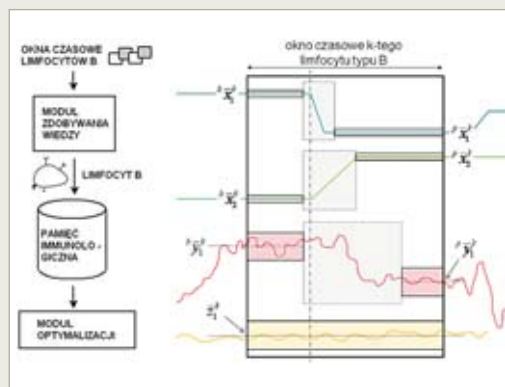 OKNA CZASOWE
LIMFOCYTÓW B
MODUŁ
ZDOBYWANIA
WIEDZY
LIMFOCYT B
PAMIĘĆ
IMMUNOLO -
GICZNA
MODUŁ
OPTYMALIZACJI
okno czasowe k-tego
limfocytu typu B